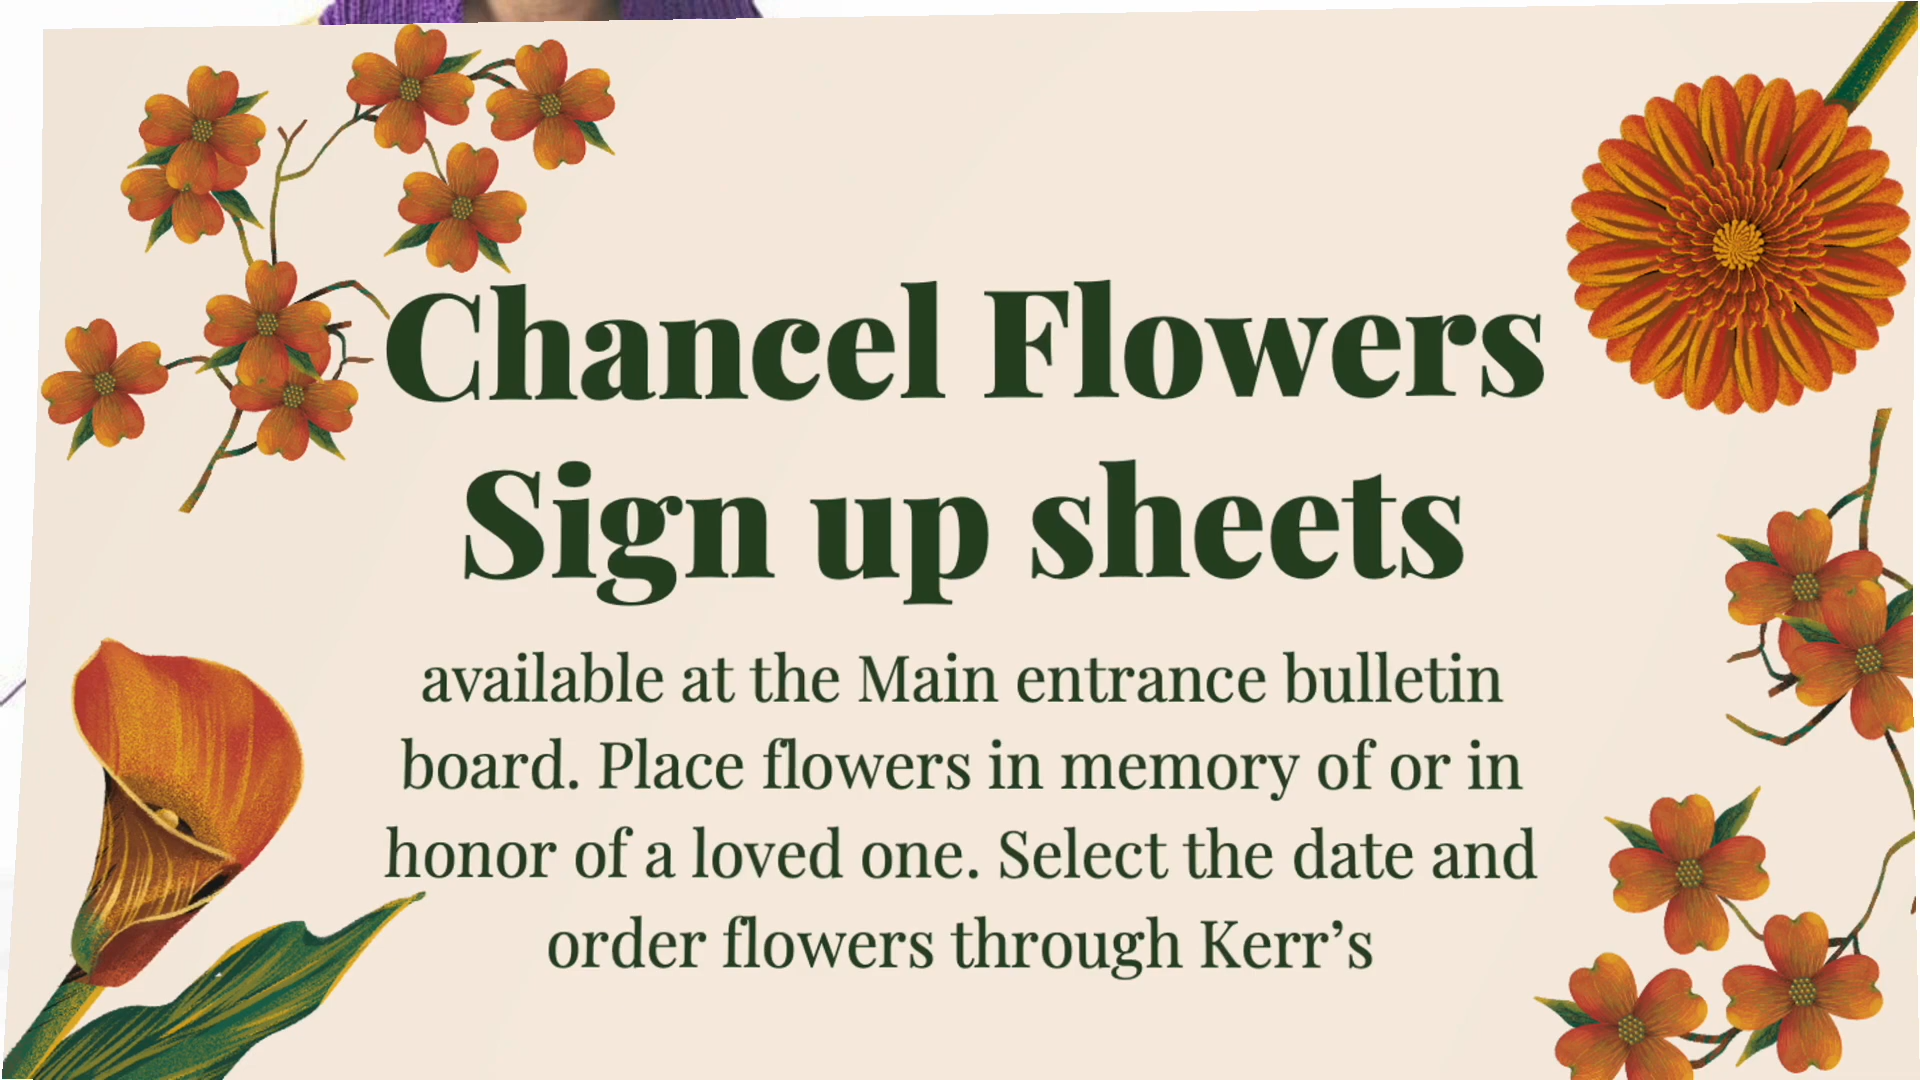 Chancel Flowers
Sign up sheets
available at the Main entrance bulletin
board. Place flowers in memory of or in
honor of a loved one. Select the date and
order flowers through Kerr’s